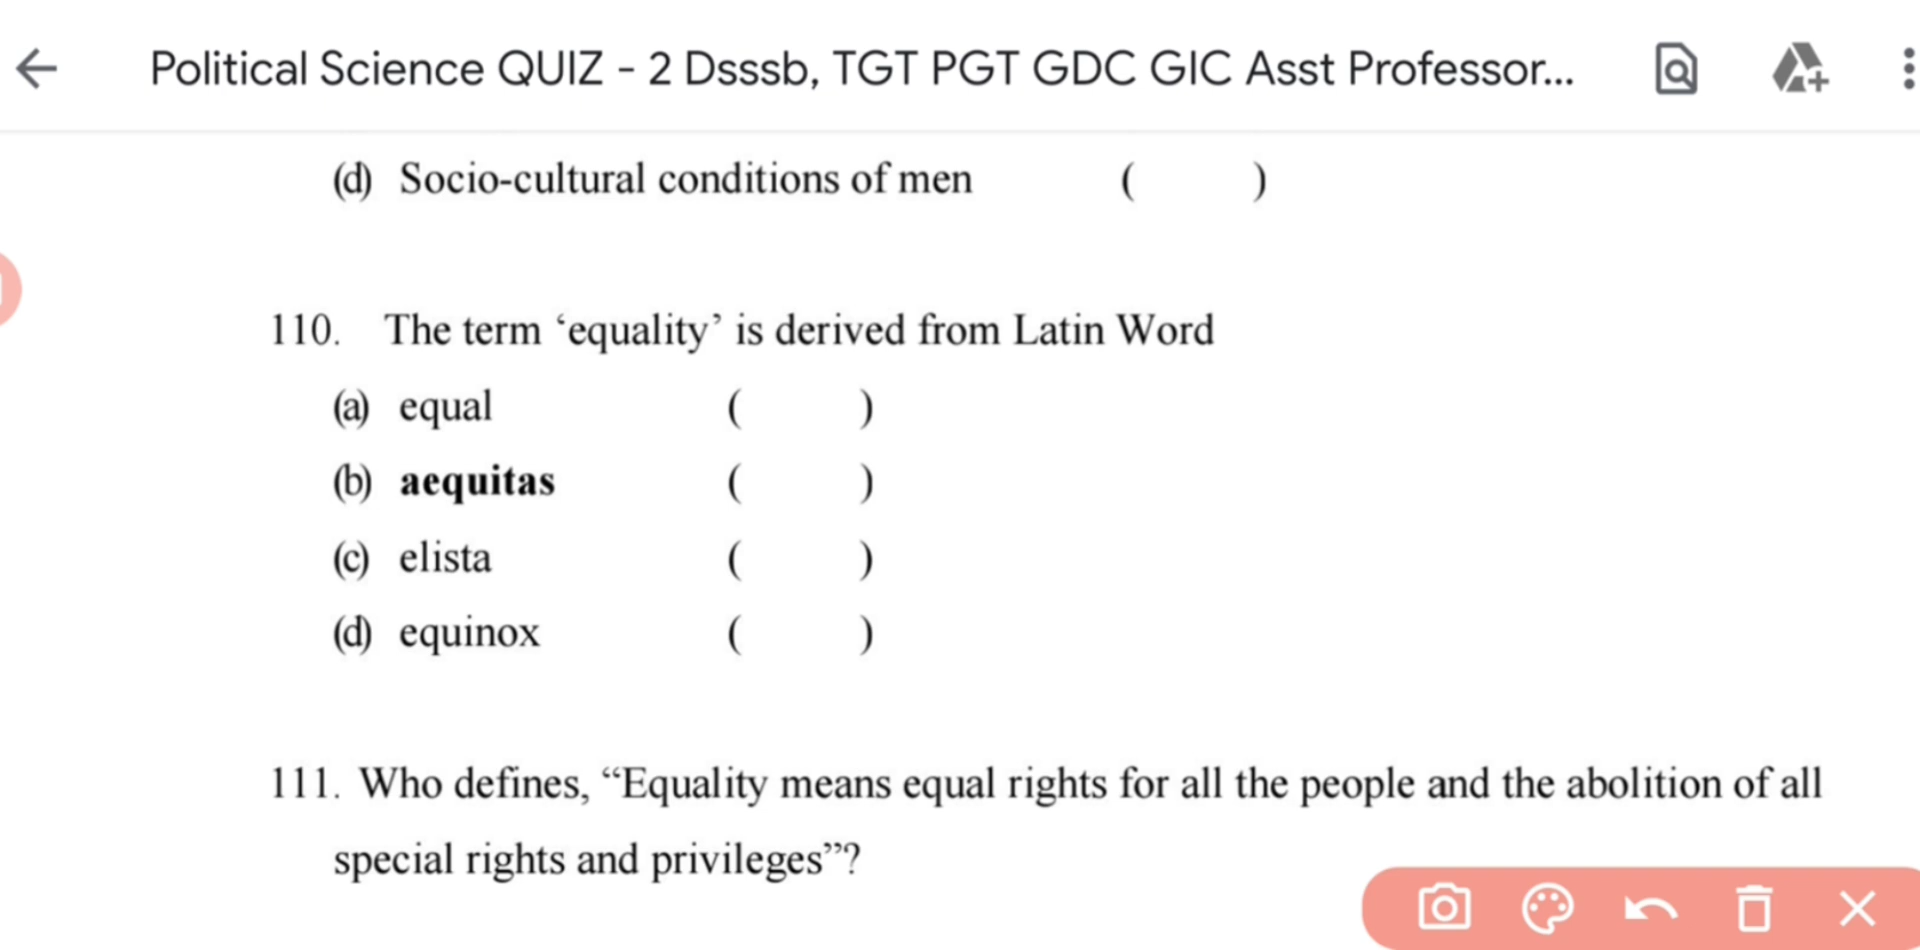 Political Science QUIZ - 2 Dsssb, TGT PGT GDC GIC Asst Professor...
(d) Socio-cultural conditions of men ( )
110. The term ‘equality’ is derived from Latin Word
(a) equal ( )
(b) aequitas ( )
(c) elista ( )
(d) equinox ( )
111. Who defines, “Equality means equal rights for all the people and the abolition of all
special rights and privileges”?